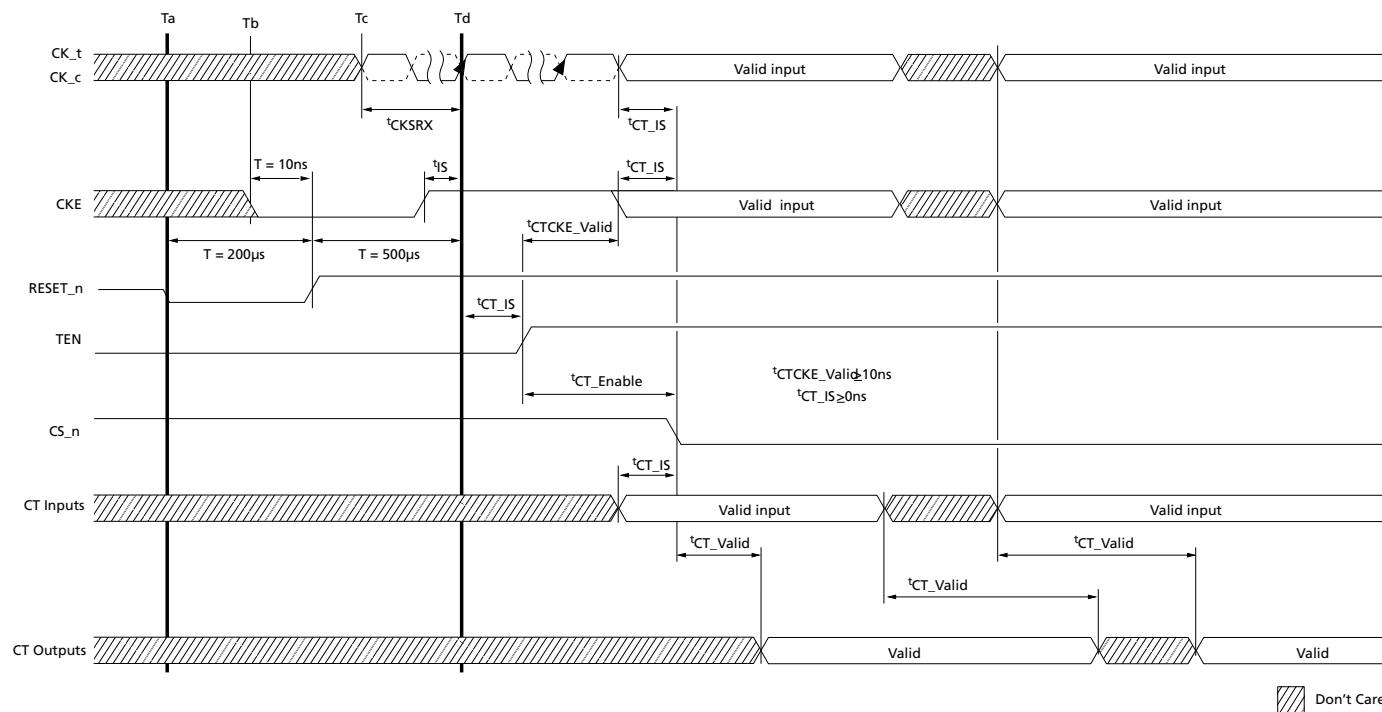 Ta
Tb
Tc
Td
CK_t
CK_c
Valid input
Valid input
tCKSRX
tCT_IS
T = 10ns
tIS
tCT_IS
CKE
Valid input
Valid input
tCTCKE_Valid
T = 200µs
T = 500µs
RESET_n
tCT_IS
TEN
tCT_Enable
tCTCKE_Valid≥10ns
tCT_IS≥0ns
CS_n
tCT_IS
CT Inputs
Valid input
Valid input
tCT_Valid
tCT_Valid
tCT_Valid
CT Outputs
Valid
Valid
Don't Care